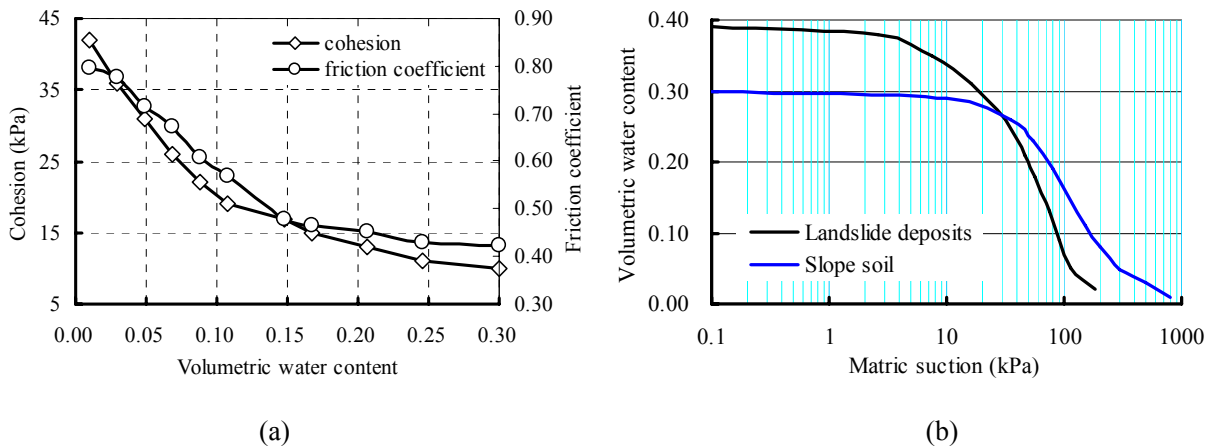 45
35
25
15
5
Cohesion (kPa)
0.90
0.80
0.70
0.60
0.50
0.40
0.30
Friction coefficient
cohesion
friction coefficient
0.00 0.05 0.10 0.15 0.20 0.25 0.30
Volumetric water content
(a)
0.40
0.30
0.20
0.10
0.00
Volumetric water content
Landslide deposits
Slope soil
0.1 1 10 100 1000
Matric suction (kPa)
(b)